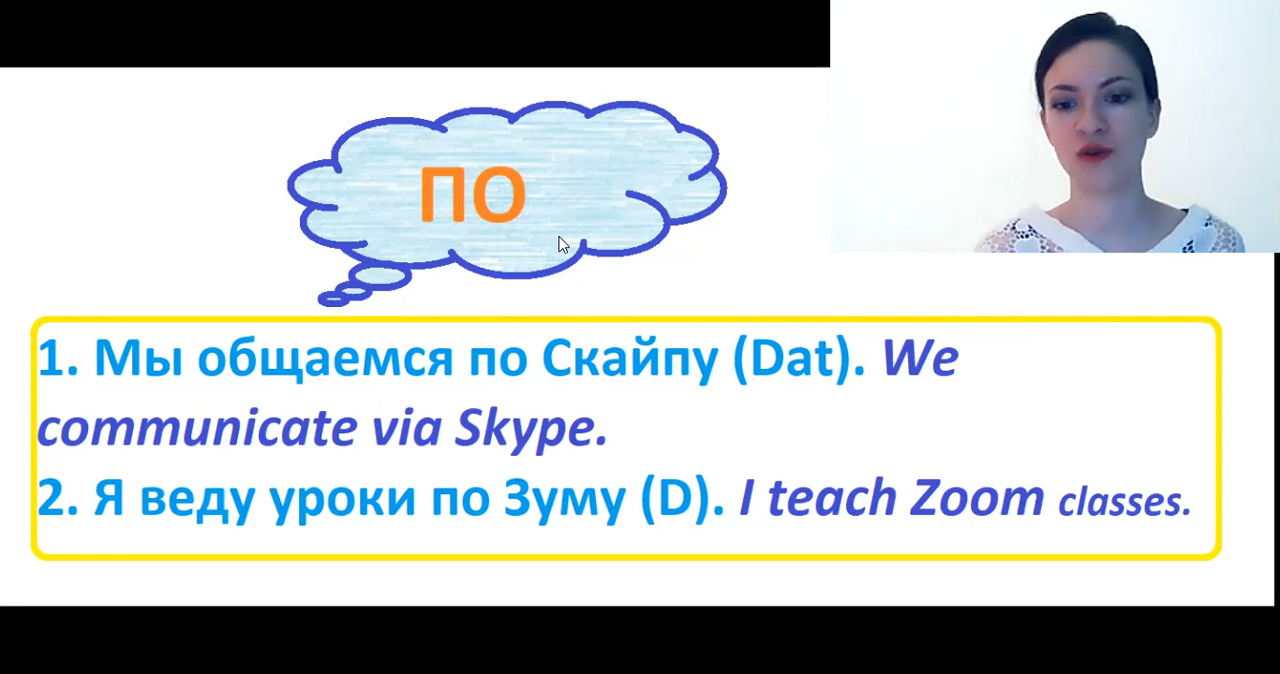 ПО
1. Мы общаемся по Скайпу (Dat). We
communicate via Skype.
2. Я веду уроки по Зуму (D). I teach Zoom classes.